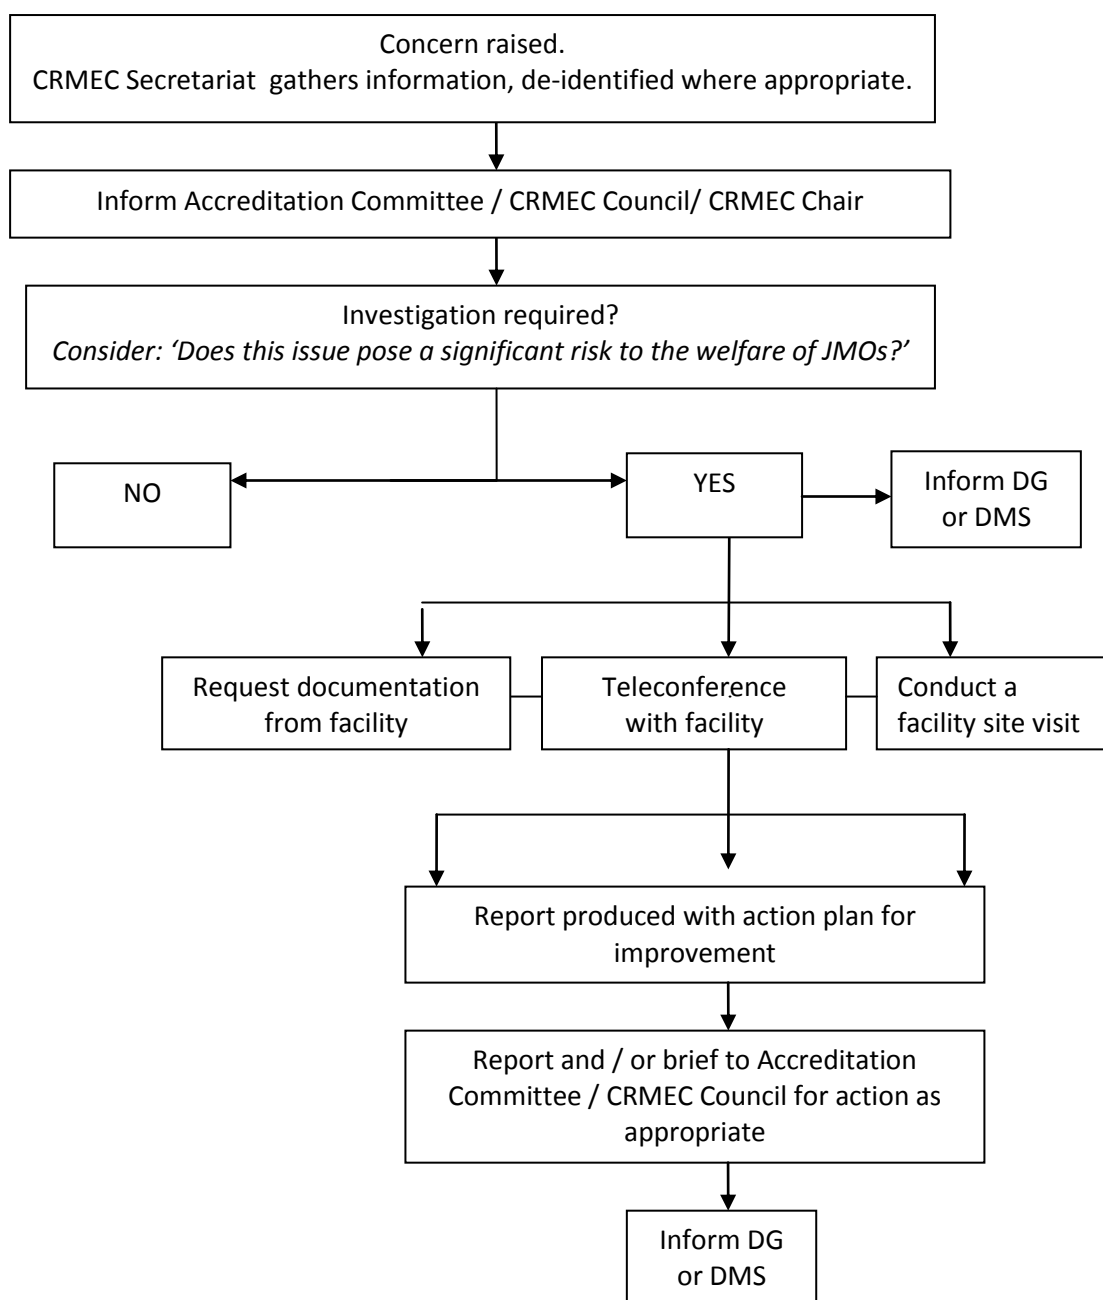 Concern raised.
CRMEC Secretariat  gathers information, de-identified where appropriate.
Inform Accreditation Committee / CRMEC Council/ CRMEC Chair
Investigation required?
Consider: ‘Does this issue pose a significant risk to the welfare of JMOs?’
NO
YES
Inform DG
or DMS
Request documentation
from facility
Teleconference
with facility
Conduct a
facility site visit
Report produced with action plan for
improvement
Report and / or brief to Accreditation
Committee / CRMEC Council for action as
appropriate
Inform DG
or DMS